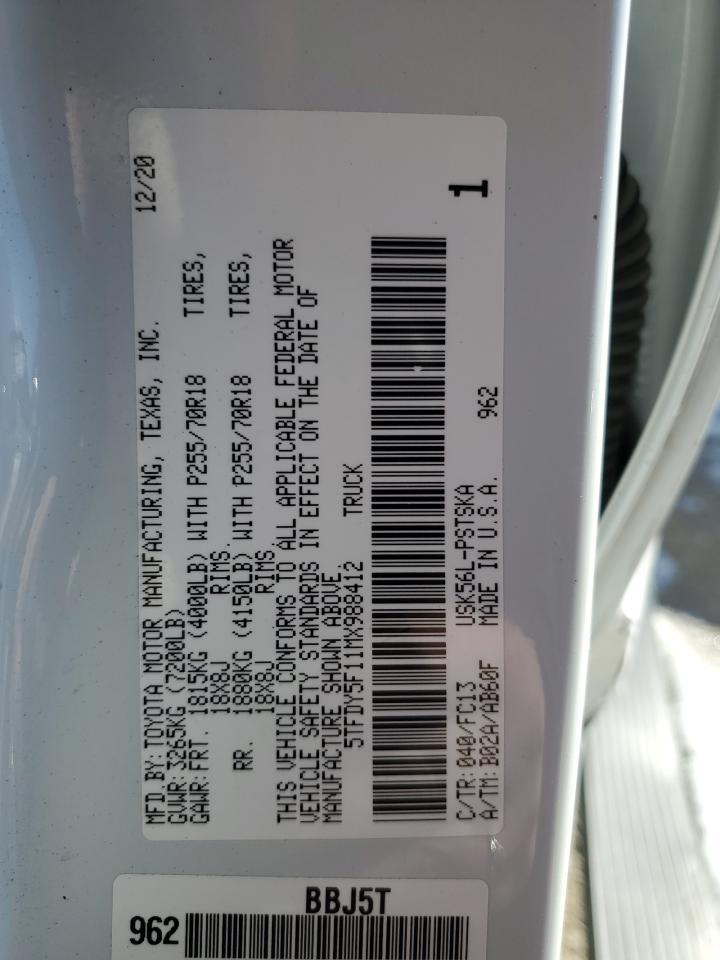 MFD.BY:TOYOTA MOTOR MANUFACTURING, TEXAS, INC. 12/20
GVWR:3265KG (7200LB)
GAWR:FRT. 1815KG (4000LB) WITH P255/70R18 TIRES,
18X8J RIMS.
RR. 1880KG (4150LB) WITH P255/70R18 TIRES,
18X8J RIMS
THIS VEHICLE CONFORMS TO ALL APPLICABLE FEDERAL MOTOR
VEHICLE SAFETY STANDARDS IN EFFECT ON THE DATE OF
MANUFACTURE SHOWN ABOVE
5TFDY5F11MX988412 TRUCK
1
C/TR:040/FC13 USK56L-PSTSKA
A/TM:B02A/AB60F MADE IN U.S.A. 962
BBJ5T
962